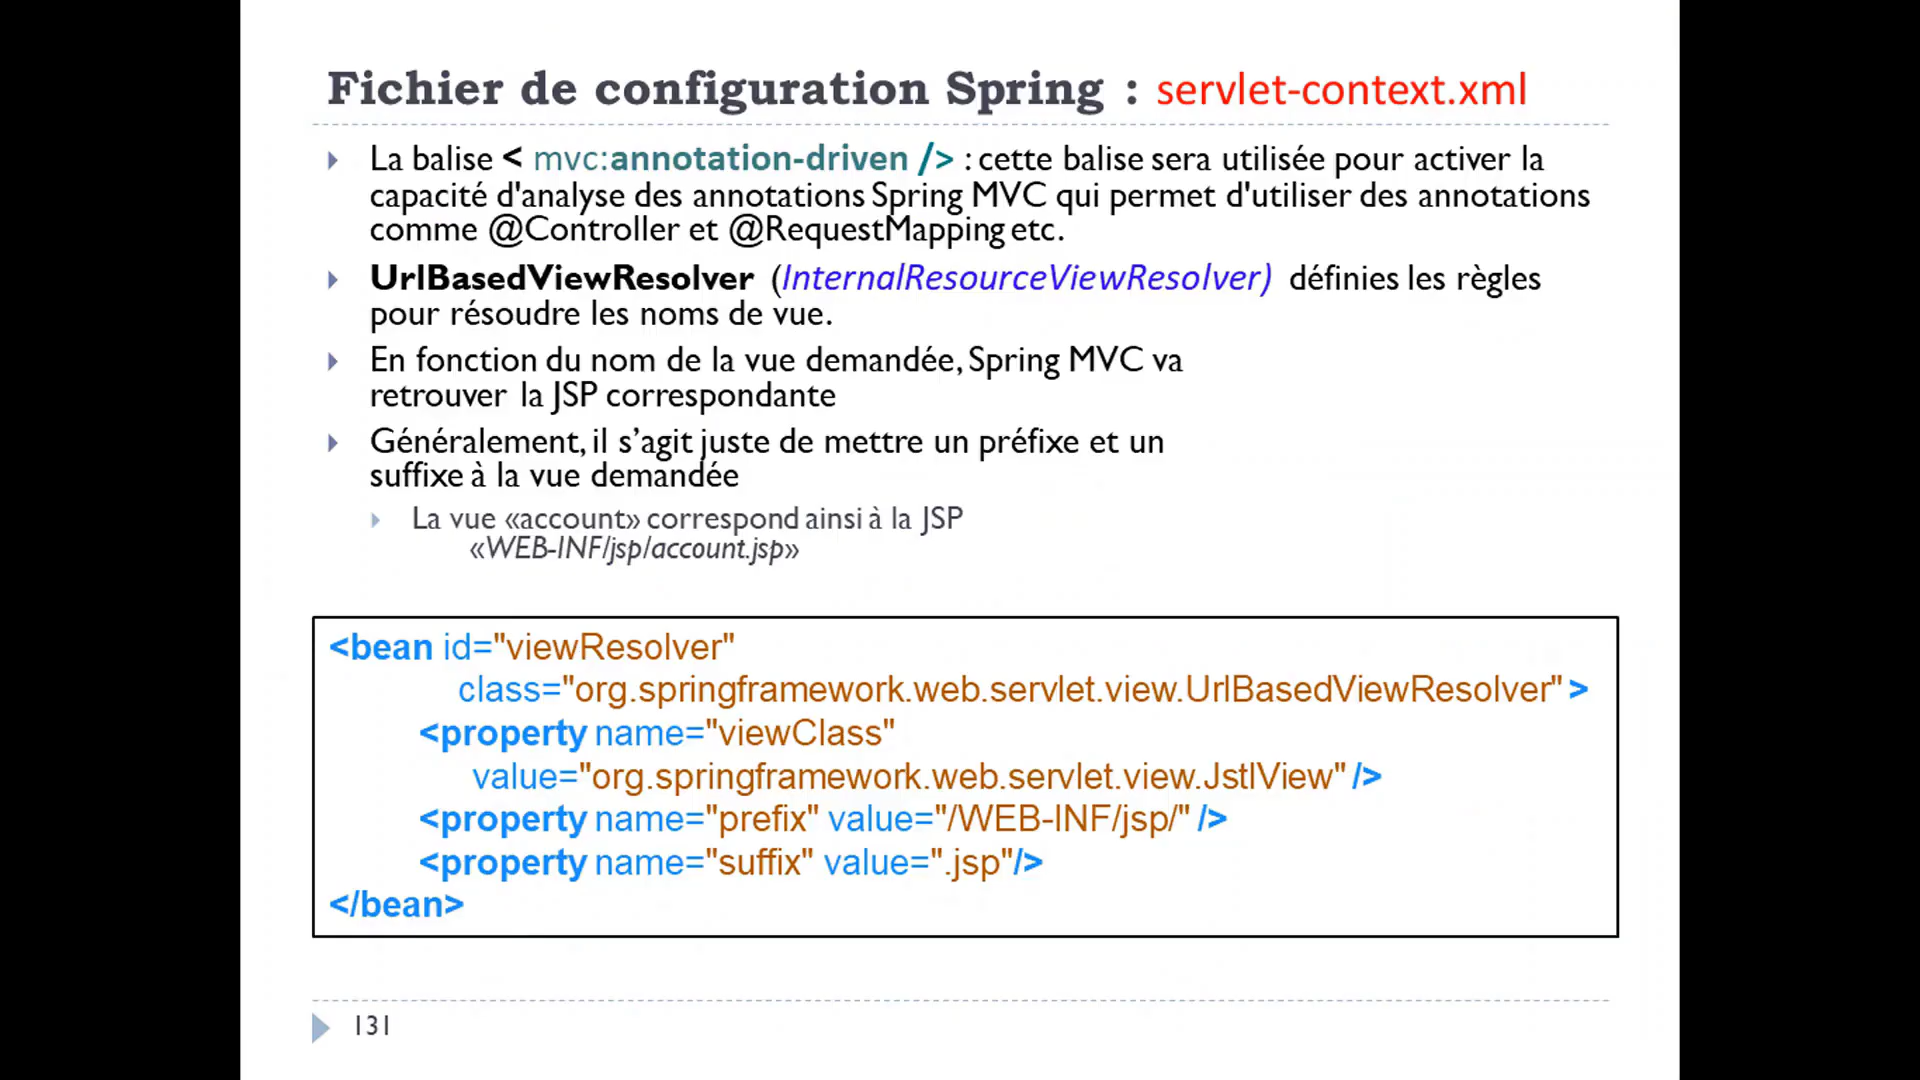 Fichier de configuration Spring : servlet-context.xml
La balise < mvc:annotation-driven /> : cette balise sera utilisée pour activer la
capacité d'analyse des annotations Spring MVC qui permet d'utiliser des annotations
comme @Controller et @RequestMapping etc.
UrlBasedViewResolver (InternalResourceViewResolver) définies les règles
pour résoudre les noms de vue.
En fonction du nom de la vue demandée, Spring MVC va
retrouver la JSP correspondante
Généralement, il s’agit juste de mettre un préfixe et un
suffixe à la vue demandée
La vue «account» correspond ainsi à la JSP
«WEB-INF/jsp/account.jsp»
<bean id="viewResolver"
class="org.springframework.web.servlet.view.UrlBasedViewResolver" >
<property name="viewClass"
value="org.springframework.web.servlet.view.JstlView" />
<property name="prefix" value="/WEB-INF/jsp/" />
<property name="suffix" value=".jsp"/>
</bean>
131